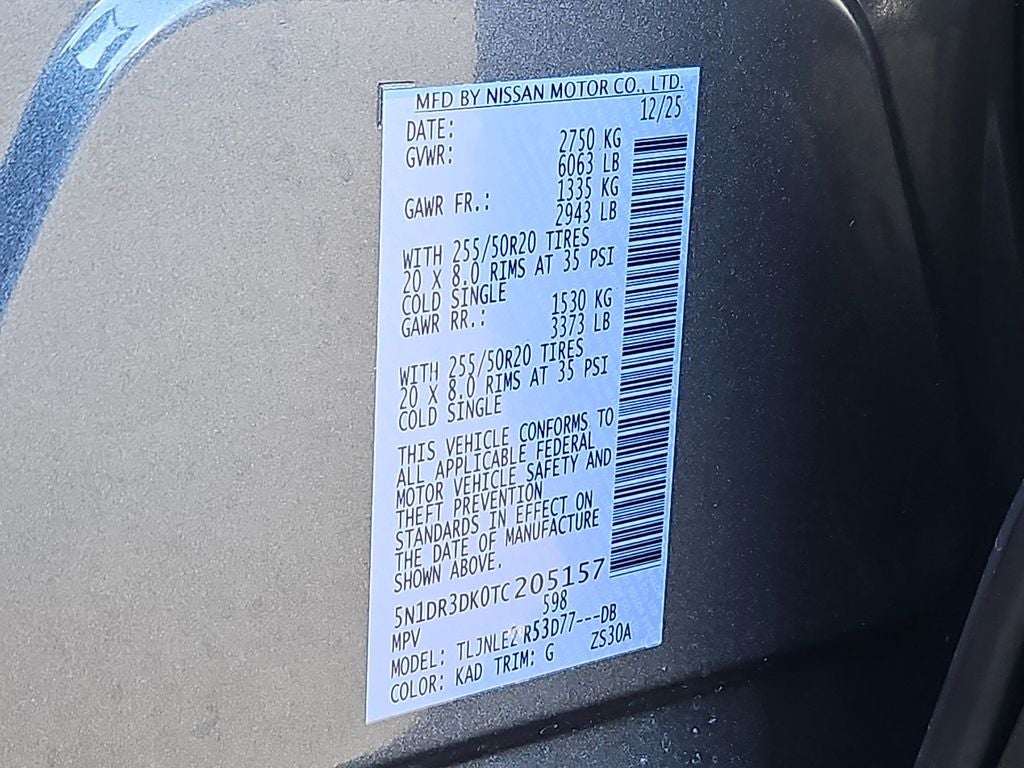 MFD BY NISSAN MOTOR CO., LTD.
DATE: 12/25
GVWR: 2750 KG
6063 LB
GAWR FR.: 1335 KG
2943 LB
WITH 255/50R20 TIRES
20 X 8.0 RIMS AT 35 PSI
COLD SINGLE
GAWR RR.: 1530 KG
3373 LB
WITH 255/50R20 TIRES
20 X 8.0 RIMS AT 35 PSI
COLD SINGLE
THIS VEHICLE CONFORMS TO
ALL APPLICABLE FEDERAL
MOTOR VEHICLE SAFETY AND
THEFT PREVENTION
STANDARDS IN EFFECT ON
THE DATE OF MANUFACTURE
SHOWN ABOVE.
5N1DR3DK0TC205157
MPV 598
MODEL: TLJNLEZ R53D77---DB
COLOR: KAD TRIM: G ZS30A